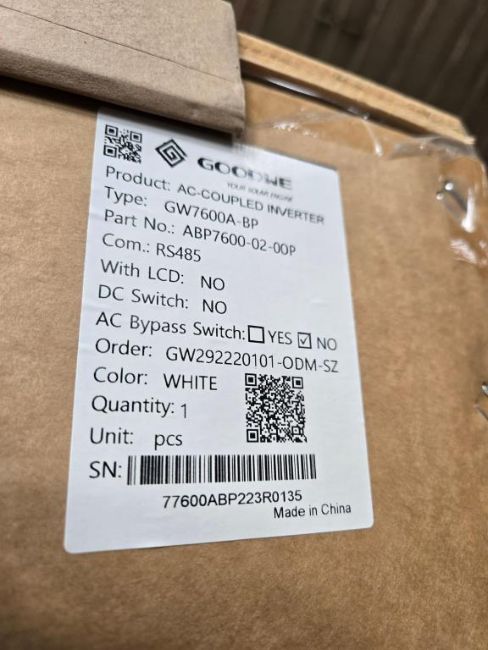 GOODWE
YOUR SOLAR ENGINE
Product: AC-COUPLED INVERTER
Type: GW7600A-BP
Part No.: ABP7600-02-00P
Com.: RS485
With LCD: NO
DC Switch: NO
AC Bypass Switch: ☐ YES ☑ NO
Order: GW292220101-ODM-SZ
Color: WHITE
Quantity: 1
Unit: pcs
SN:
77600ABP223R0135
Made in China